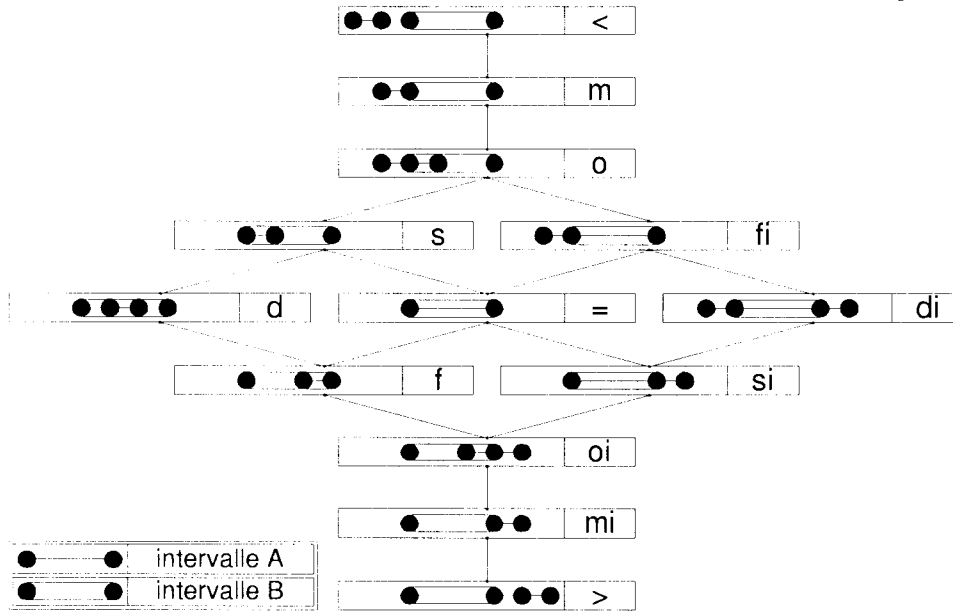 <
m
o
s fi
d = di
f si
oi
mi
intervalle A
intervalle B
>